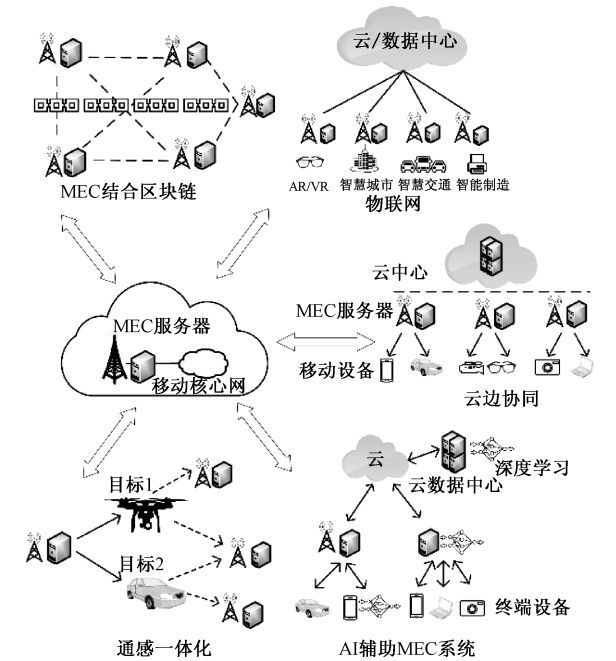 云/数据中心
AR/VR 智慧城市 智慧交通 智能制造
物联网
MEC结合区块链
云中心
MEC服务器
移动设备
云边协同
MEC服务器
移动核心网
目标1
目标2
通感一体化
云
云数据中心
深度学习
终端设备
AI辅助MEC系统